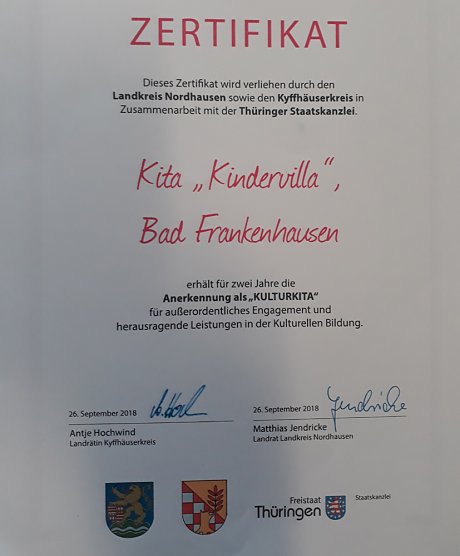 ZERTIFIKAT
Dieses Zertifikat wird verliehen durch den
Landkreis Nordhausen sowie den Kyffhäuserkreis in
Zusammenarbeit mit der Thüringer Staatskanzlei.
Kita „Kindervilla“,
Bad Frankenhausen
erhält für zwei Jahre die
Anerkennung als „KULTURKITA“
für außerordentliches Engagement und
herausragende Leistungen in der Kulturellen Bildung.
26. September 2018
Antje Hochwind
Landrätin Kyffhäuserkreis
26. September 2018 Jendricke
Matthias Jendricke
Landrat Landkreis Nordhausen
Freistaat
Thüringen
Staatskanzlei